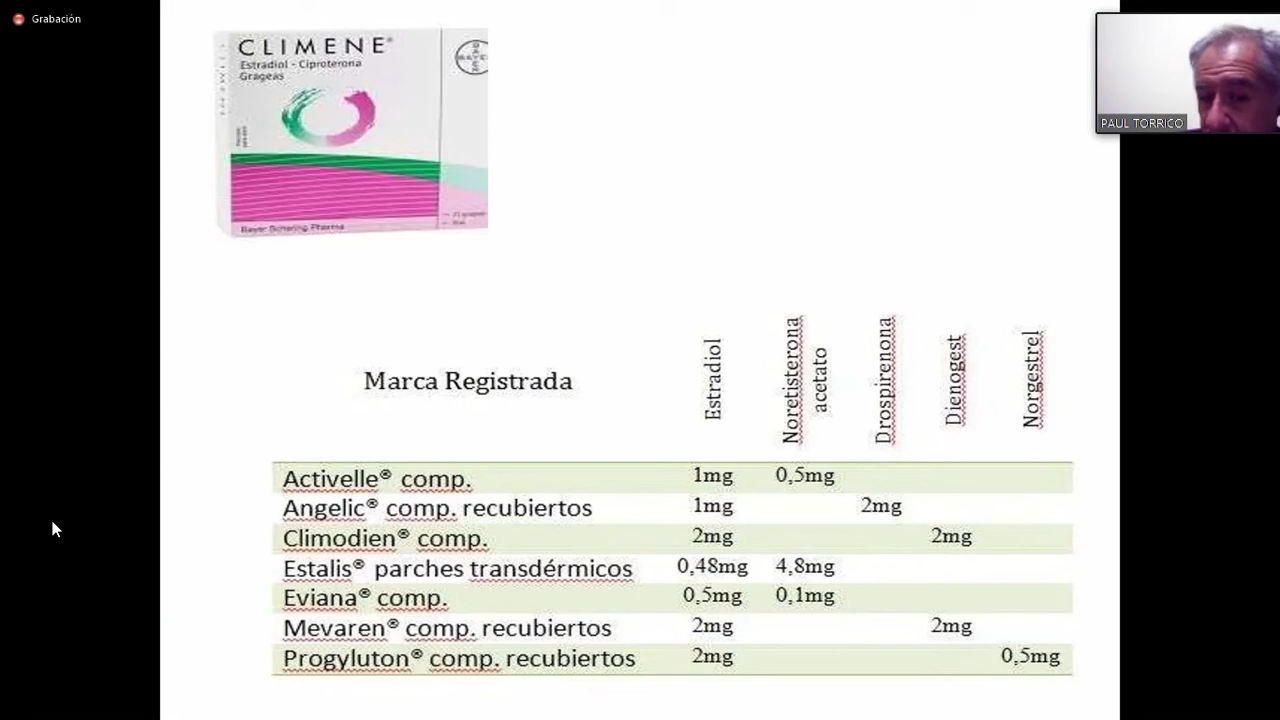 Grabación
CLIMENE®
Estradiol - Ciproterona
Grageas
BAYER
Bayer Schering Pharma
PAUL TORRICO
Marca Registrada
Estradiol
Noretisterona
acetato
Drospirenona
Dienogest
Norgestrel
Activelle® comp. 1mg 0,5mg
Angelic® comp. recubiertos 1mg 2mg
Climodien® comp. 2mg 2mg
Estalis® parches transdérmicos 0,48mg 4,8mg
Eviana® comp. 0,5mg 0,1mg
Mevaren® comp. recubiertos 2mg 2mg
Progyluton® comp. recubiertos 2mg 0,5mg